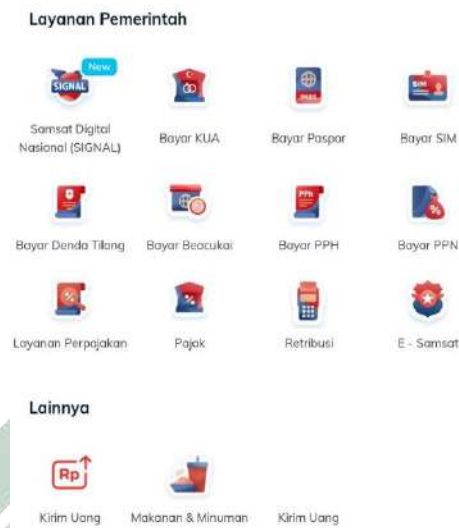 Layanan Pemerintah
New
SIGNAL
SIM
Samsat Digital
Nasional (SIGNAL)
Bayar KUA
Bayar Paspor
Bayar SIM
PPh
Bayar Denda Tilang
Bayar Beacukai
Bayar PPH
Bayar PPN
Layanan Perpajakan
Pajak
Retribusi
E - Samsat
Lainnya
Rp
Kirim Uang
Makanan & Minuman
Kirim Uang